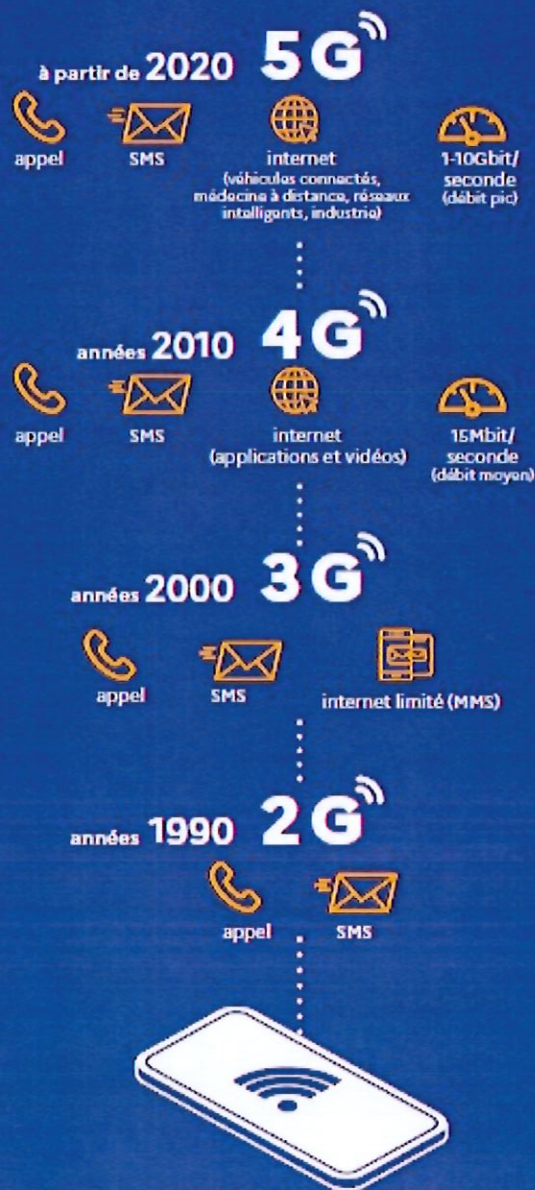 à partir de 2020 5G
appel
SMS
internet
(véhicules connectés,
médecine à distance, réseaux
intelligents, industrie)
1-10Gbit/
seconde
(débit pic)
années 2010 4G
appel
SMS
internet
(applications et vidéos)
15Mbit/
seconde
(débit moyen)
années 2000 3G
appel
SMS
internet limité (MMS)
années 1990 2G
appel
SMS